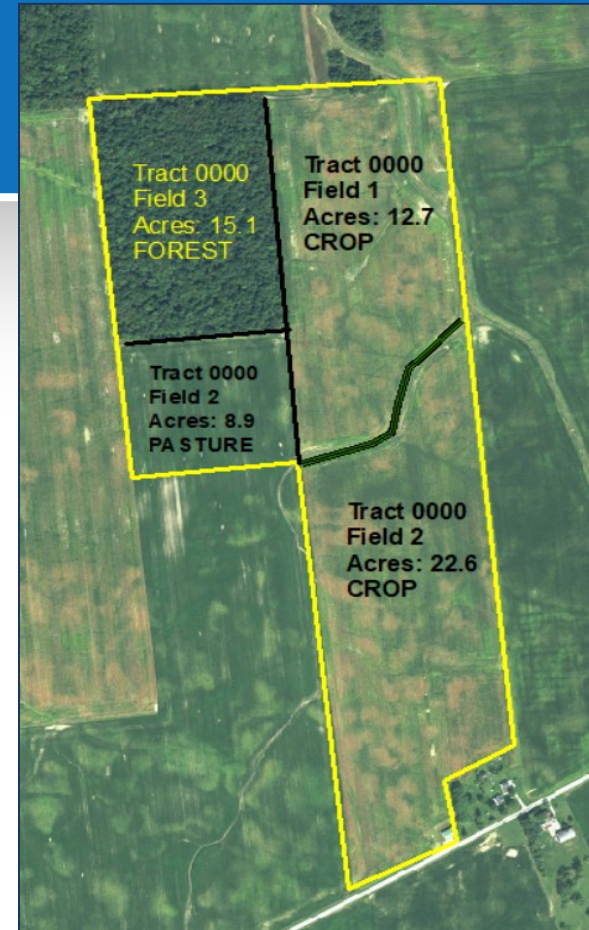 Tract 0000
Field 3
Acres: 15.1
FOREST
Tract 0000
Field 1
Acres: 12.7
CROP
Tract 0000
Field 2
Acres: 8.9
PASTURE
Tract 0000
Field 2
Acres: 22.6
CROP